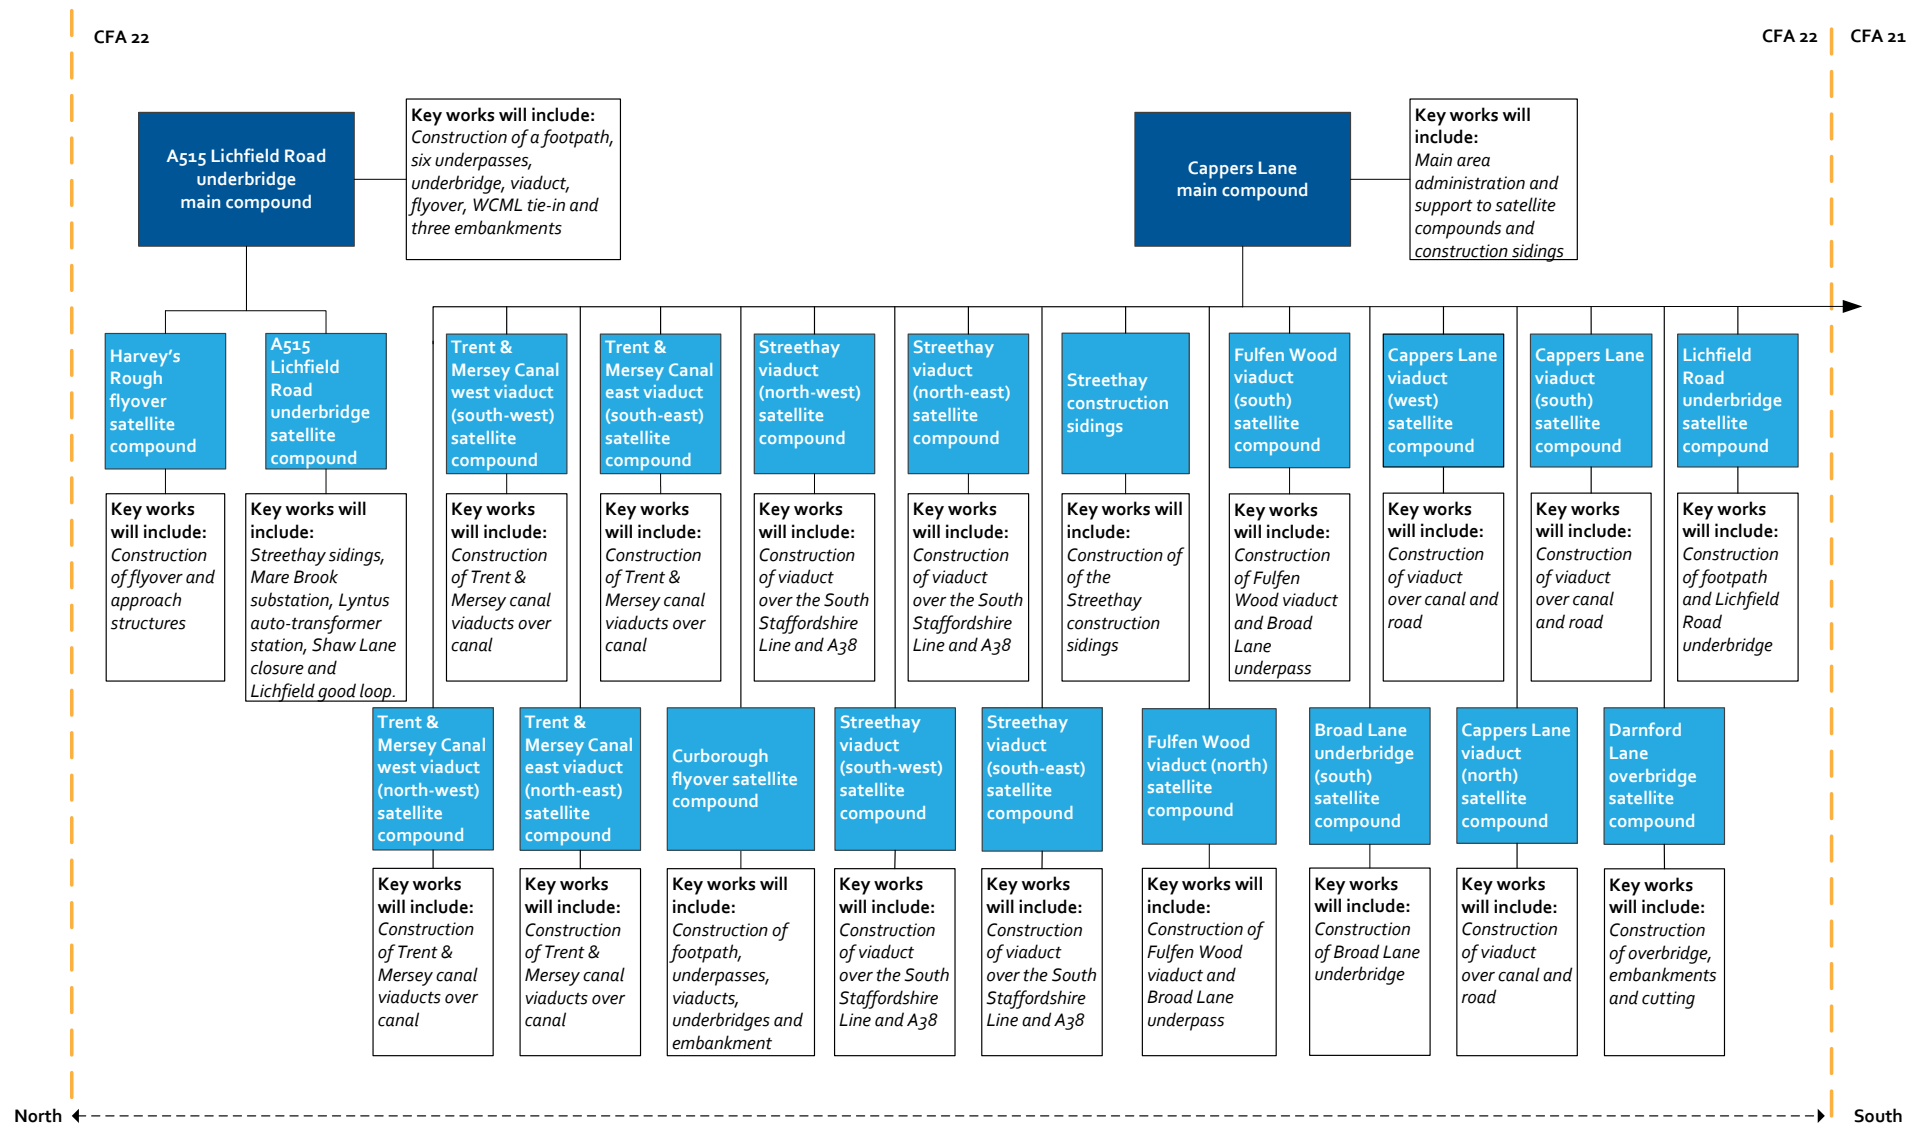 CFA 22
CFA 22
CFA 21
A515 Lichfield Road
underbridge
main compound
Key works will include:
Construction of a footpath,
six underpasses,
underbridge, viaduct,
flyover, WCML tie-in and
three embankments
Cappers Lane
main compound
Key works will
include:
Main area
administration and
support to satellite
compounds and
construction sidings
Harvey's
Rough
flyover
satellite
compound
A515
Lichfield
Road
underbridge
satellite
compound
Trent &
Mersey Canal
west viaduct
(south-west)
satellite
compound
Trent &
Mersey Canal
east viaduct
(south-east)
satellite
compound
Streethay
viaduct
(north-west)
satellite
compound
Streethay
viaduct
(north-east)
satellite
compound
Streethay
construction
sidings
Fulfen Wood
viaduct
(south)
satellite
compound
Cappers Lane
viaduct
(west)
satellite
compound
Cappers Lane
viaduct
(south)
satellite
compound
Lichfield
Road
underbridge
satellite
compound
Key works
will include:
Construction
of flyover and
approach
structures
Key works will
include:
Streethay sidings,
Mare Brook
substation, Lyntus
auto-transformer
station, Shaw Lane
closure and
Lichfield good loop.
Key works
will include:
Construction
of Trent &
Mersey canal
viaducts over
canal
Key works
will include:
Construction
of Trent &
Mersey canal
viaducts over
canal
Key works
will include:
Construction
of viaduct
over the South
Staffordshire
Line and A38
Key works
will include:
Construction
of viaduct
over the South
Staffordshire
Line and A38
Key works will
include:
Construction of
of the
Streethay
construction
sidings
Key works
will include:
Construction
of Fulfen
Wood viaduct
and Broad
Lane
underpass
Key works
will include:
Construction
of viaduct
over canal and
road
Key works
will include:
Construction
of viaduct
over canal
and road
Key works
will include:
Construction
of footpath
and Lichfield
Road
underbridge
Trent &
Mersey Canal
west viaduct
(north-west)
satellite
compound
Trent &
Mersey Canal
east viaduct
(north-east)
satellite
compound
Curborough
flyover satellite
compound
Streethay
viaduct
(south-west)
satellite
compound
Streethay
viaduct
(south-east)
satellite
compound
Fulfen Wood
viaduct (north)
satellite
compound
Broad Lane
underbridge
(south)
satellite
compound
Cappers Lane
viaduct
(north)
satellite
compound
Darnford
Lane
overbridge
satellite
compound
Key works
will include:
Construction
of Trent &
Mersey canal
viaducts over
canal
Key works
will include:
Construction
of Trent &
Mersey canal
viaducts over
canal
Key works will
include:
Construction of
footpath,
underpasses,
viaducts,
underbridges and
embankment
Key works
will include:
Construction
of viaduct
over the South
Staffordshire
Line and A38
Key works
will include:
Construction
of viaduct
over the South
Staffordshire
Line and A38
Key works will
include:
Construction of
Fulfen Wood
viaduct and
Broad Lane
underpass
Key works
will include:
Construction
of Broad Lane
underbridge
Key works
will include:
Construction
of viaduct
over canal and
road
Key works
will include:
Construction
of overbridge,
embankments
and cutting
North
South